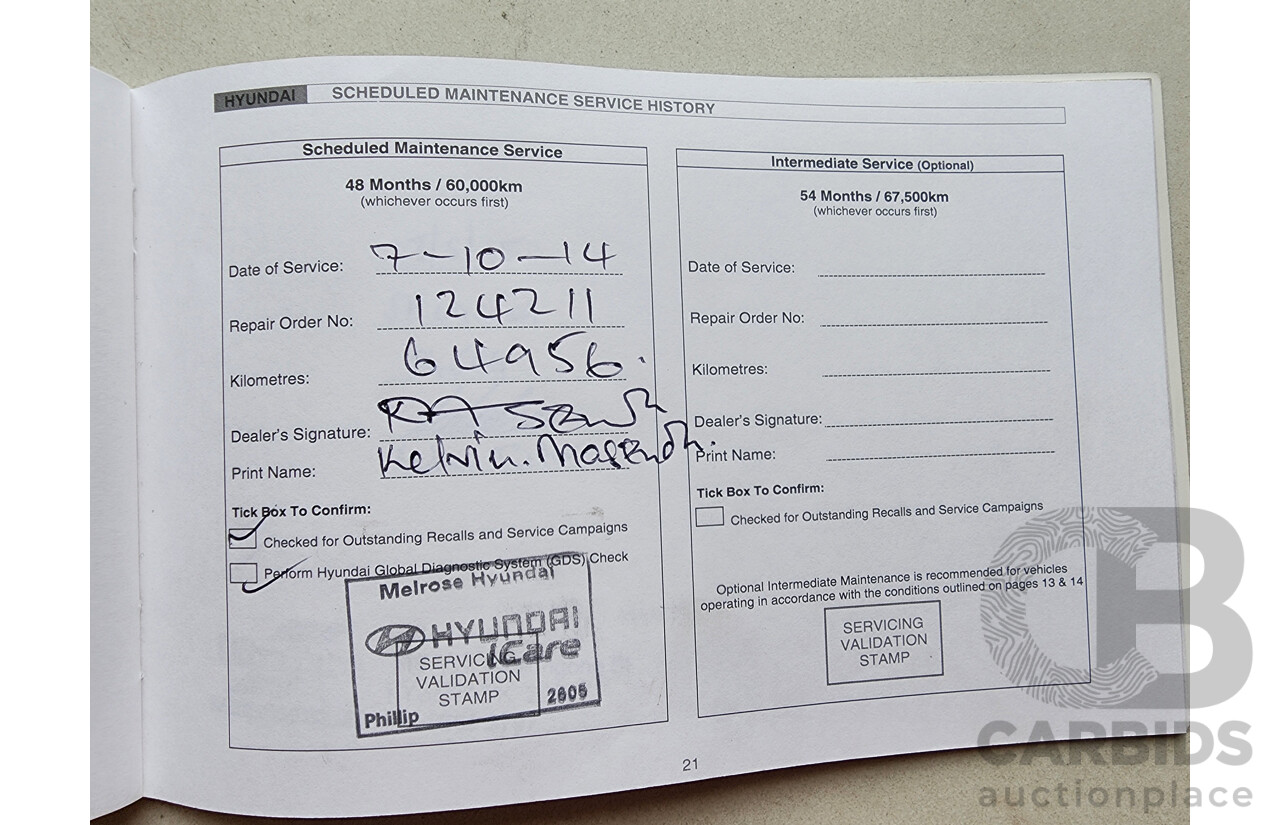 HYUNDAI SCHEDULED MAINTENANCE SERVICE HISTORY
Scheduled Maintenance Service
48 Months / 60,000km
(whichever occurs first)
Date of Service: 7-10-14
Repair Order No: 124211
Kilometres: 64956.
Dealer's Signature:
Print Name: Kelvin.
Tick Box To Confirm:
Checked for Outstanding Recalls and Service Campaigns
Perform Hyundai Global Diagnostic System (GDS) Check
Melrose Hyundai
HYUNDAI
iCare
SERVICING
VALIDATION
STAMP
Phillip 2606
Intermediate Service (Optional)
54 Months / 67,500km
(whichever occurs first)
Date of Service:
Repair Order No:
Kilometres:
Dealer's Signature:
Print Name:
Tick Box To Confirm:
Checked for Outstanding Recalls and Service Campaigns
Optional Intermediate Maintenance is recommended for vehicles
operating in accordance with the conditions outlined on pages 13 & 14
SERVICING
VALIDATION
STAMP
21
CB
CARBIDS
auctionplace